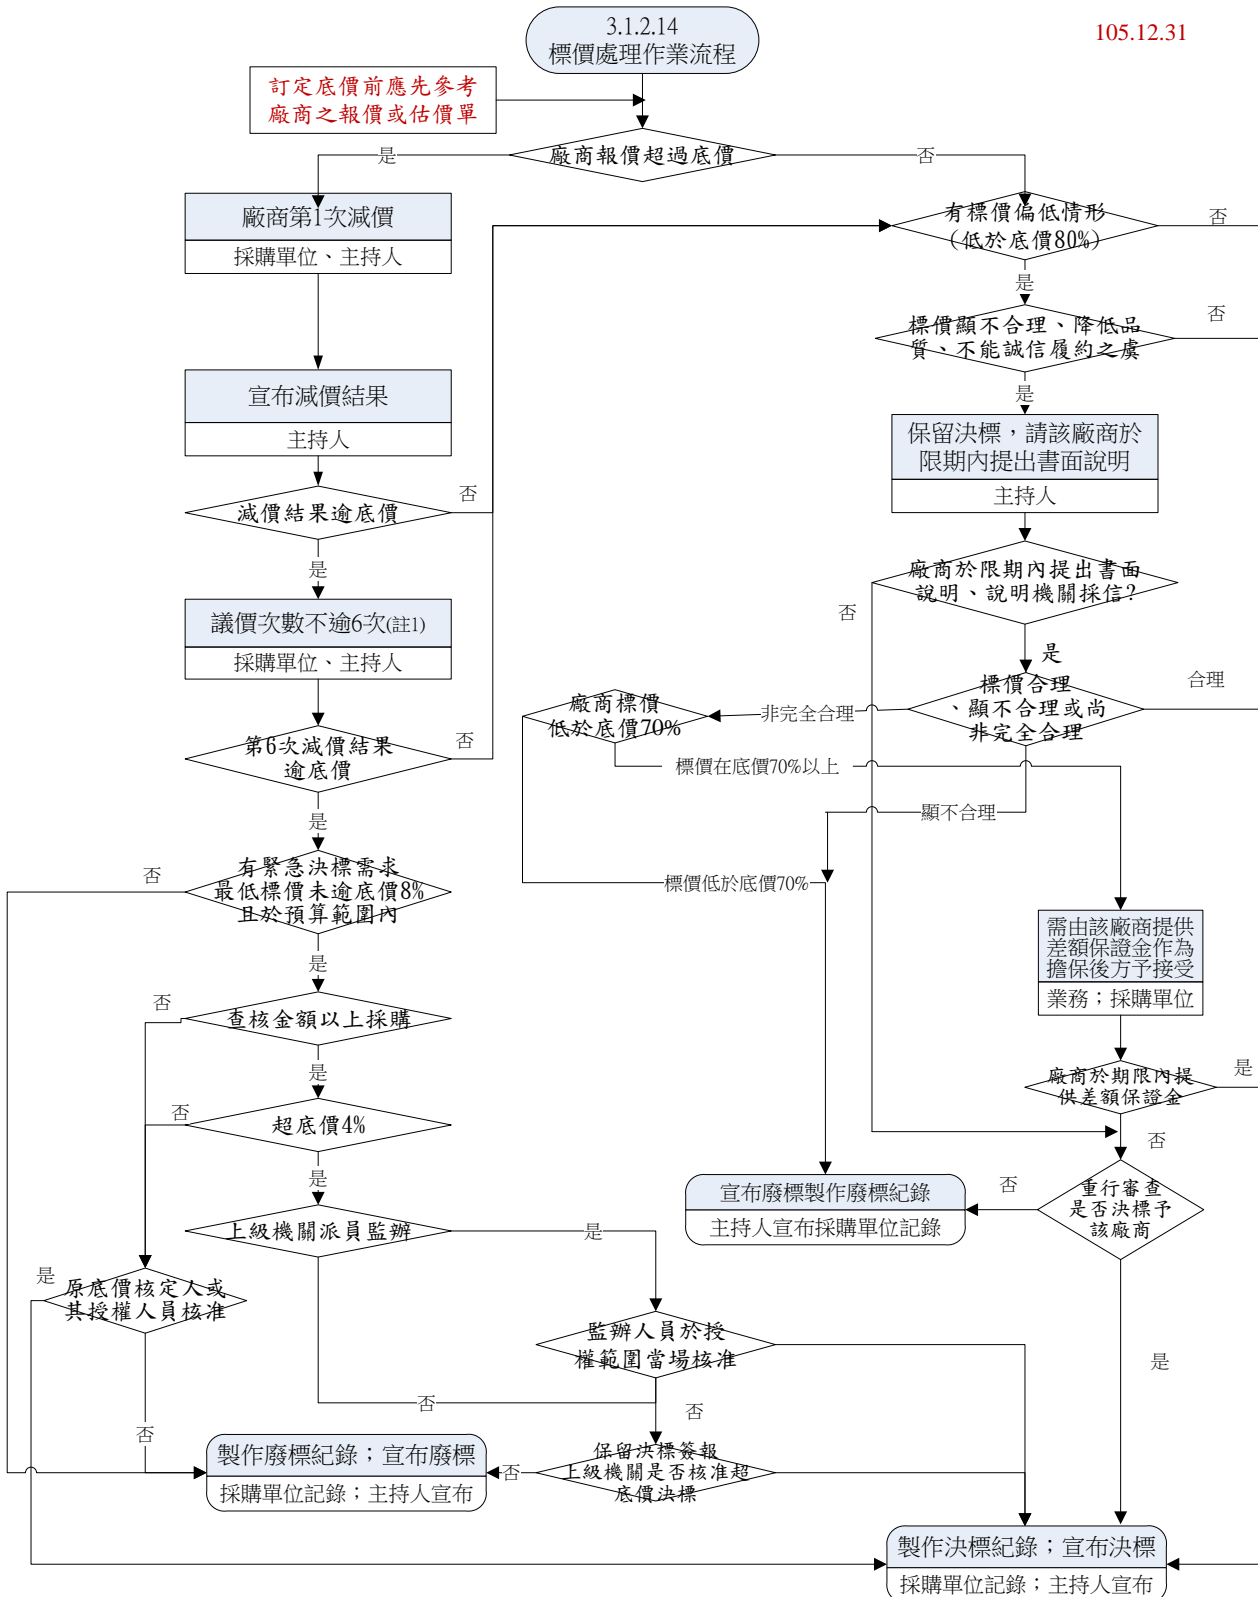 3.1.2.14
標價處理作業流程
105.12.31
訂定底價前應先參考
廠商之報價或估價單
廠商報價超過底價
是
否
廠商第1次減價
採購單位、主持人
有標價偏低情形
(低於底價80%)
否
是
標價顯不合理、降低品
質、不能誠信履約之虞
否
是
宣布減價結果
主持人
保留決標，請該廠商於
限期內提出書面說明
主持人
減價結果逾底價
否
是
廠商於限期內提出書面
說明、說明機關採信?
否
是
議價次數不逾6次(註1)
採購單位、主持人
標價合理
、顯不合理或尚
非完全合理
合理
非完全合理
廠商標價
低於底價70%
第6次減價結果
逾底價
否
標價在底價70%以上
顯不合理
是
有緊急決標需求
最低標價未逾底價8%
且於預算範圍內
否
標價低於底價70%
是
需由該廠商提供
差額保證金作為
擔保後方予接受
業務；採購單位
查核金額以上採購
否
是
廠商於期限內提
供差額保證金
是
否
超底價4%
否
是
宣布廢標製作廢標紀錄
主持人宣布採購單位記錄
否
重行審查
是否決標予
該廠商
上級機關派員監辦
是
是
原底價核定人或
其授權人員核准
監辦人員於授
權範圍當場核准
是
否
否
否
製作廢標紀錄；宣布廢標
採購單位記錄；主持人宣布
否
保留決標簽報
上級機關是否核准超
底價決標
製作決標紀錄；宣布決標
採購單位記錄；主持人宣布